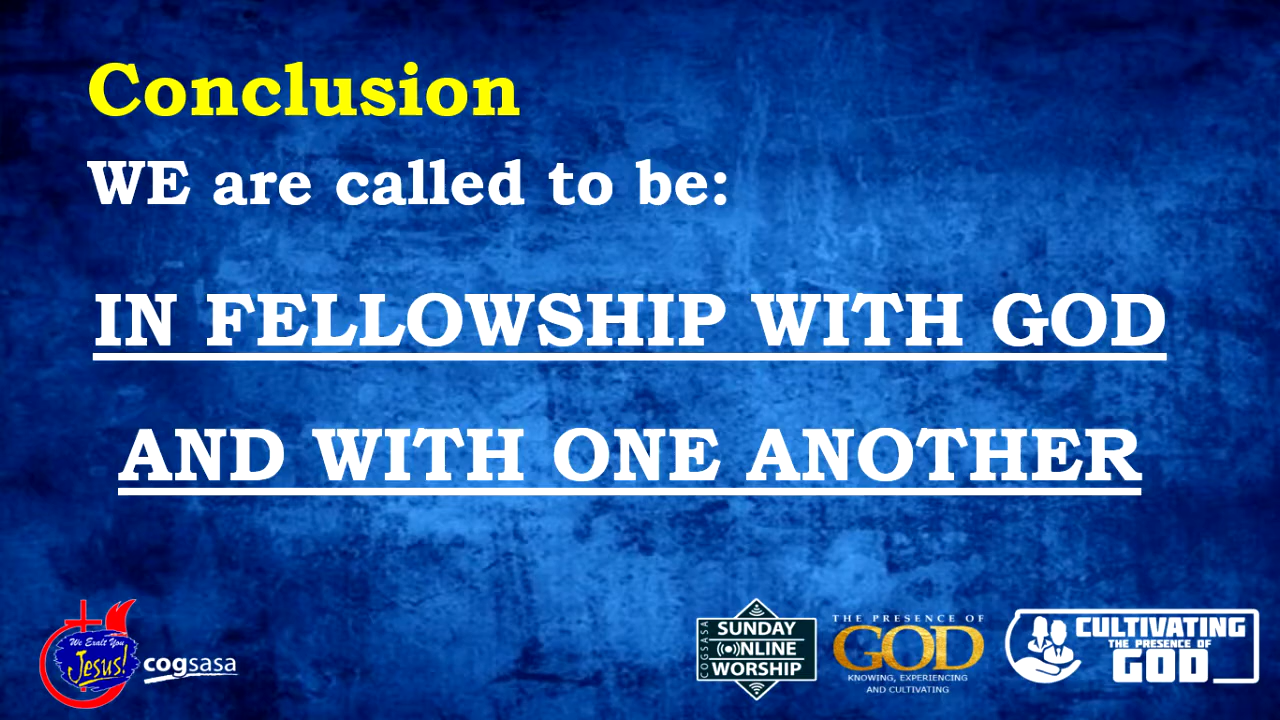 Conclusion
WE are called to be:
IN FELLOWSHIP WITH GOD
AND WITH ONE ANOTHER
We Exalt You
Jesus!
cogsasa
COGSASA
SUNDAY
ONLINE
WORSHIP
THE PRESENCE OF
GOD
KNOWING, EXPERIENCING
AND CULTIVATING
CULTIVATING
THE PRESENCE OF
GOD